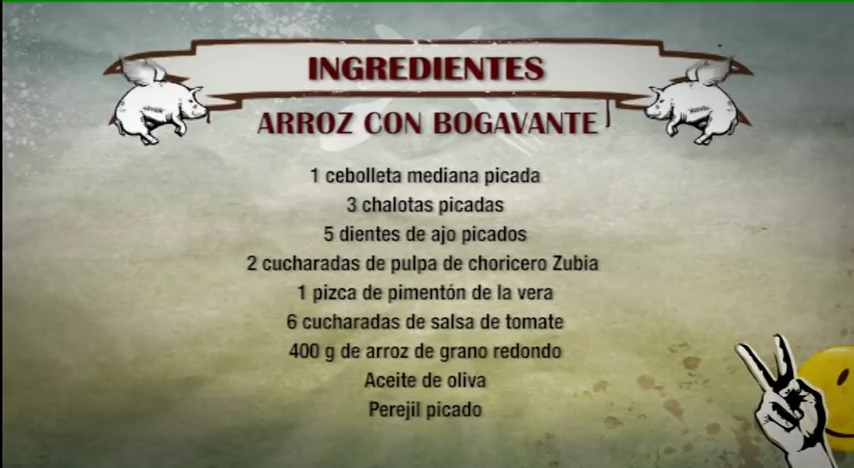 INGREDIENTES
ARROZ CON BOGAVANTE
1 cebolleta mediana picada
3 chalotas picadas
5 dientes de ajo picados
2 cucharadas de pulpa de choricero Zubia
1 pizca de pimentón de la vera
6 cucharadas de salsa de tomate
400 g de arroz de grano redondo
Aceite de oliva
Perejil picado